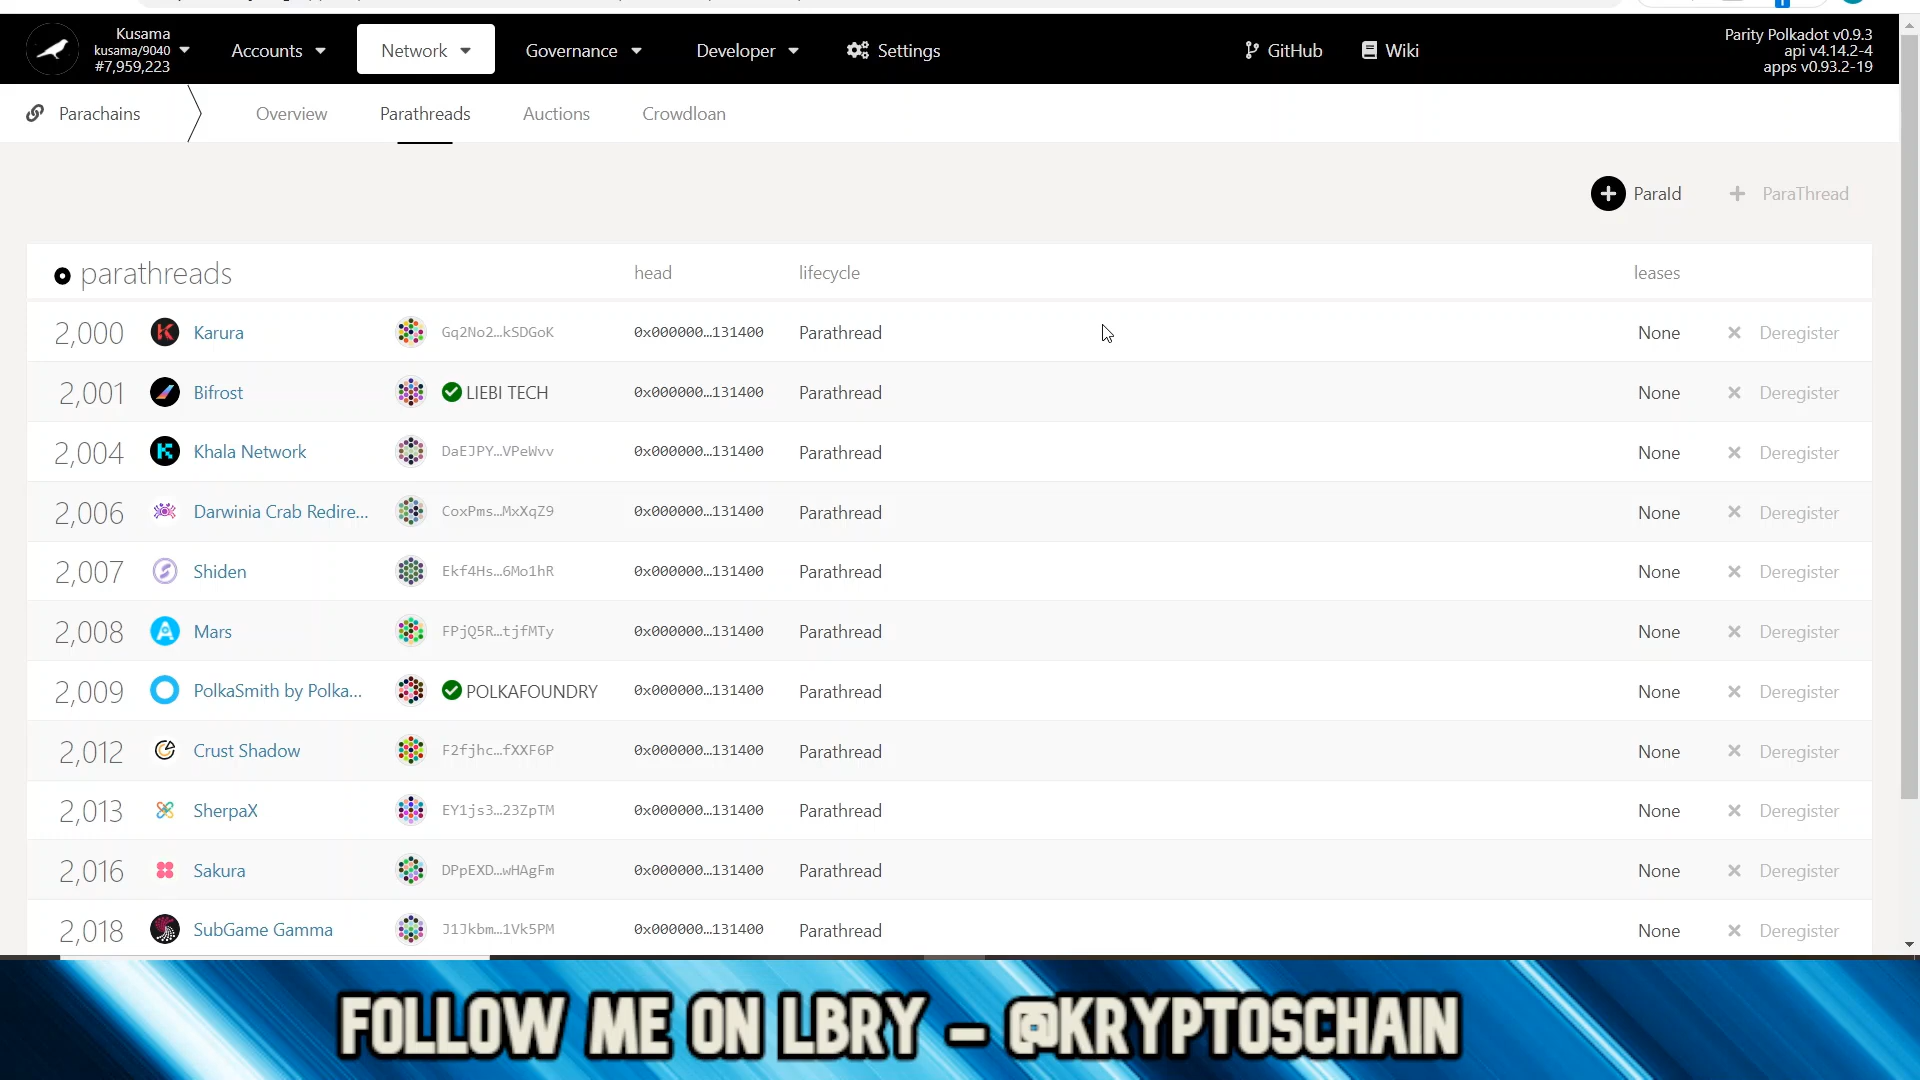 Kusama
kusama/9040
#7,959,223
Accounts
Network
Governance
Developer
Settings
GitHub
Wiki
Parity Polkadot v0.9.3
api v4.14.2-4
apps v0.93.2-19
Parachains
Overview
Parathreads
Auctions
Crowdloan
ParaId
ParaThread
parathreads head lifecycle leases
2,000 Karura Gq2No2…kSDGoK 0x000000…131400 Parathread None Deregister
2,001 Bifrost LIEBI TECH 0x000000…131400 Parathread None Deregister
2,004 Khala Network DaEJPY…VPeWvv 0x000000…131400 Parathread None Deregister
2,006 Darwinia Crab Redire... CoxPms…MxXqZ9 0x000000…131400 Parathread None Deregister
2,007 Shiden Ekf4Hs…6Mo1hR 0x000000…131400 Parathread None Deregister
2,008 Mars FPjQ5R…tjfMTy 0x000000…131400 Parathread None Deregister
2,009 PolkaSmith by Polka... POLKAFOUNDRY 0x000000…131400 Parathread None Deregister
2,012 Crust Shadow F2fjhc…fXXF6P 0x000000…131400 Parathread None Deregister
2,013 SherpaX EY1js3…23ZpTM 0x000000…131400 Parathread None Deregister
2,016 Sakura DPpEXD…wHAgFm 0x000000…131400 Parathread None Deregister
2,018 SubGame Gamma J1Jkbm…1Vk5PM 0x000000…131400 Parathread None Deregister
FOLLOW ME ON LBRY – @KRYPTOSCHAIN